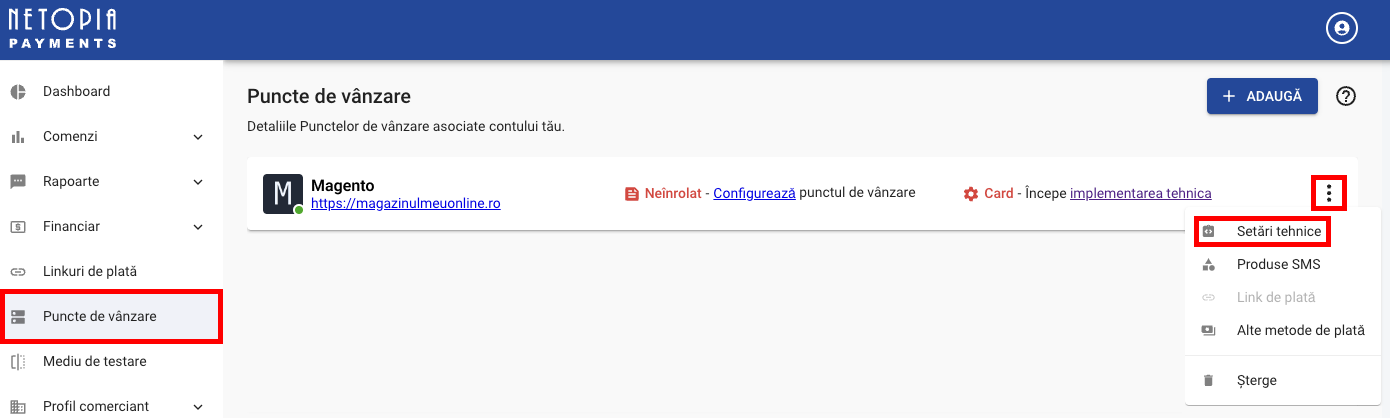 NETOPIA
PAYMENTS
Dashboard
Comenzi
Rapoarte
Financiar
Linkuri de plată
Puncte de vânzare
Mediu de testare
Profil comerciant
Puncte de vânzare
ADAUGĂ
Detaliile Punctelor de vânzare asociate contului tău.
M
Magento
https://magazinulmeuonline.ro
Neînrolat - Configurează punctul de vânzare
Card - Începe implementarea tehnica
Setări tehnice
Produse SMS
Link de plată
Alte metode de plată
Șterge